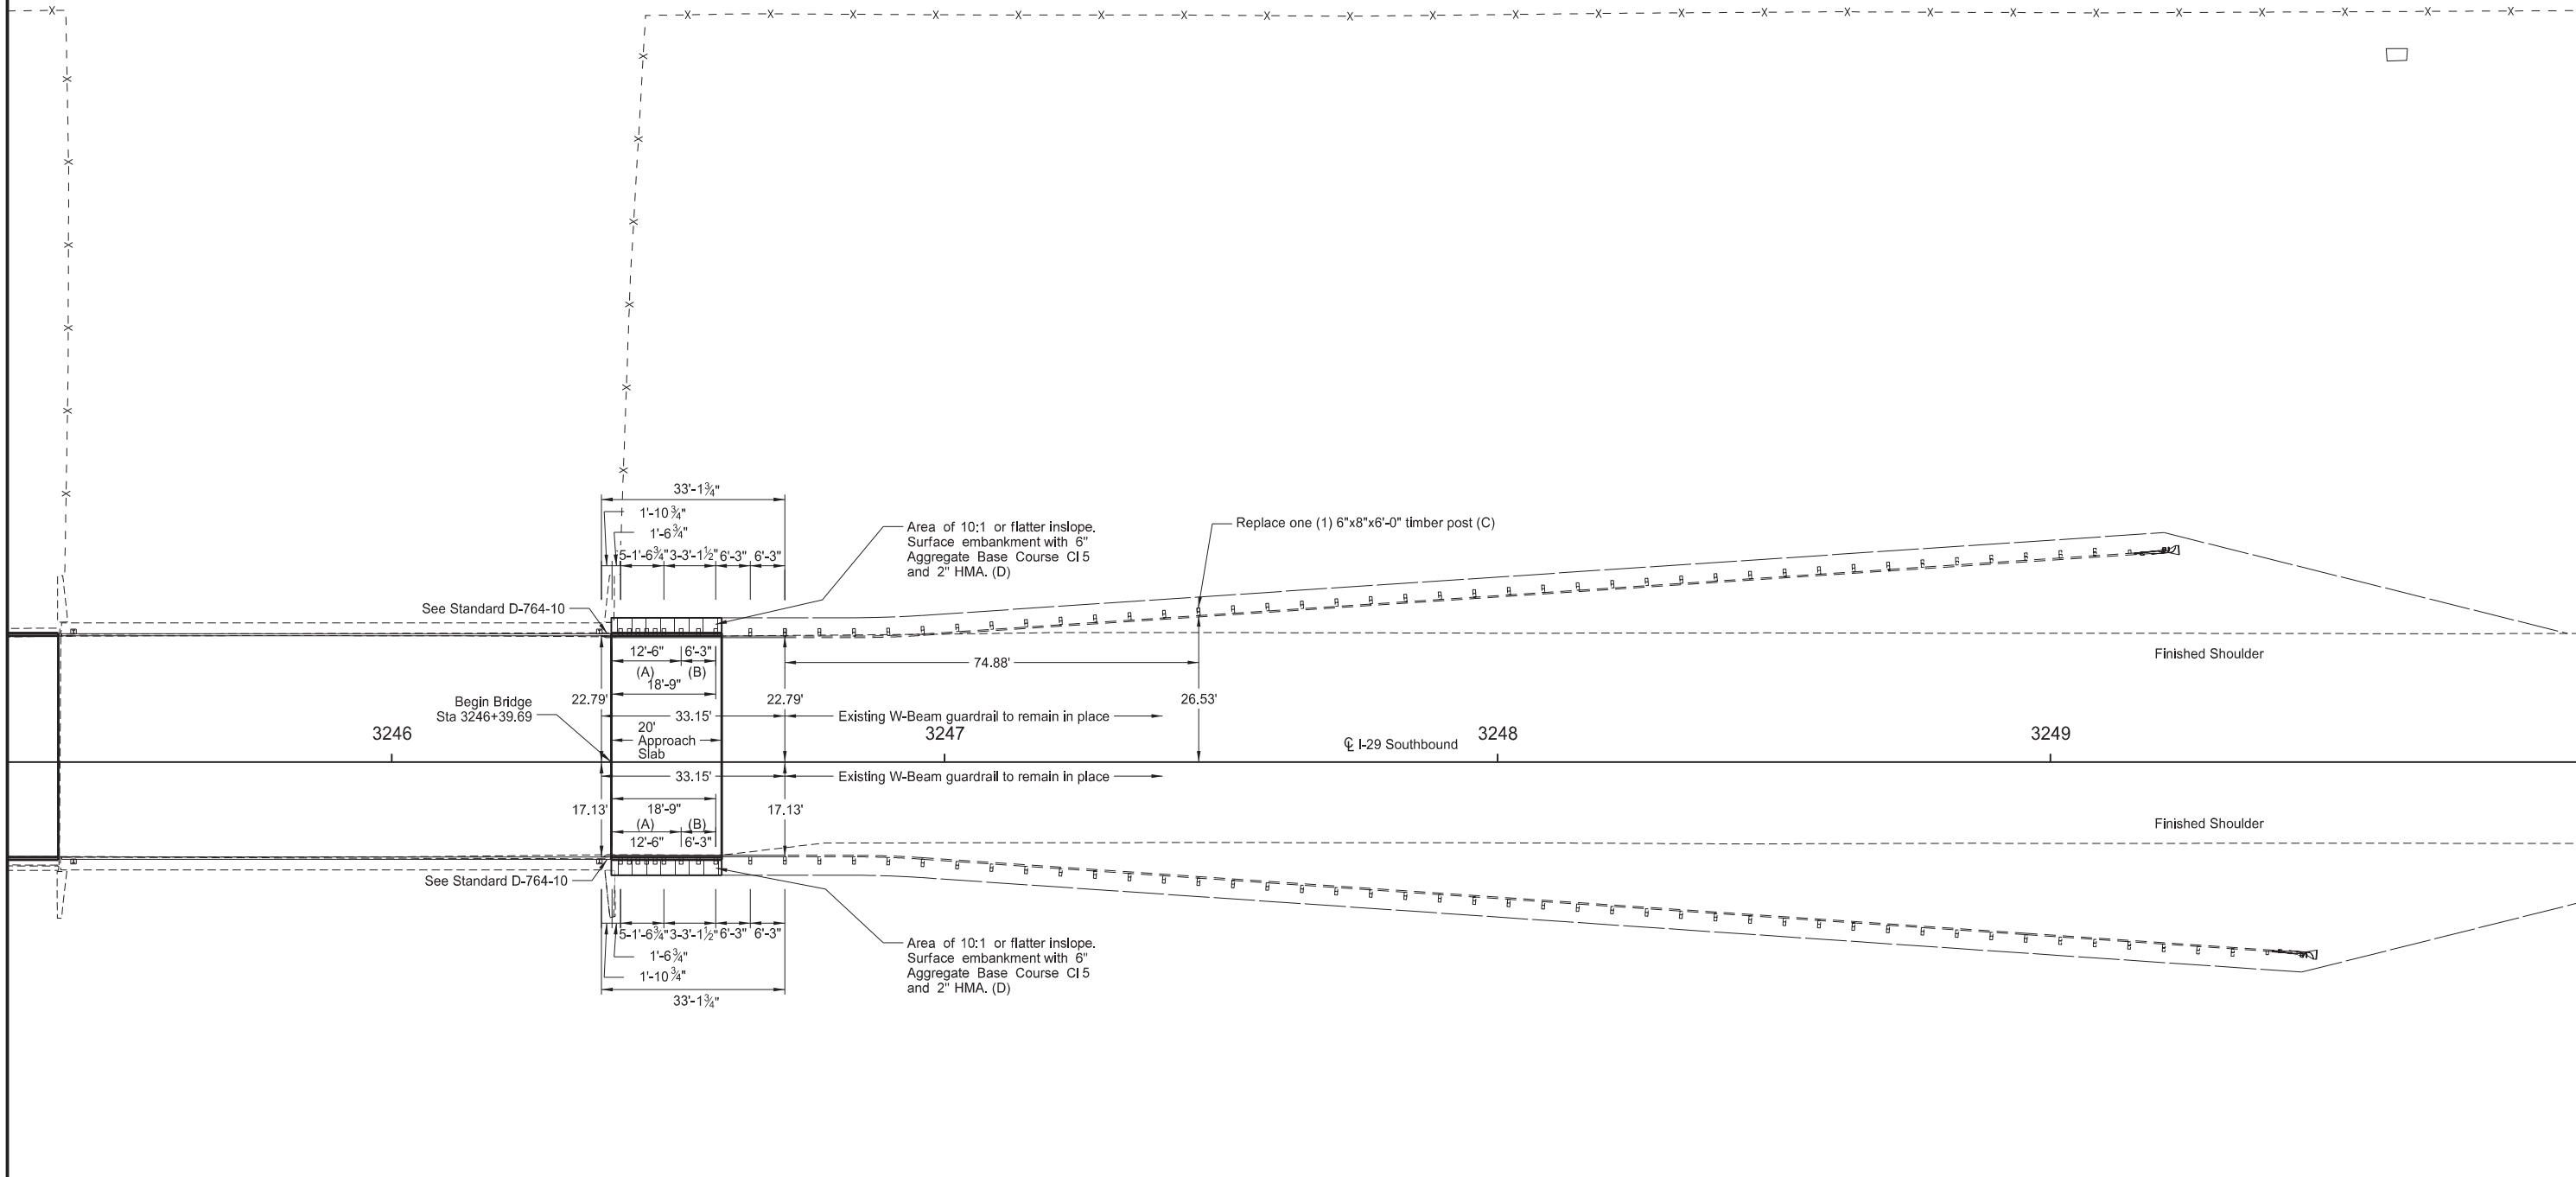 33'-1¾"
1'-10¾"
1'-6¾"
5-1'-6¾" 3-3'-1½" 6'-3" 6'-3"
Area of 10:1 or flatter inslope.
Surface embankment with 6"
Aggregate Base Course Cl 5
and 2" HMA. (D)
Replace one (1) 6"x8"x6'-0" timber post (C)
See Standard D-764-10
12'-6" 6'-3"
(A) (B)
18'-9"
74.88'
Finished Shoulder
22.79' 22.79' 26.53'
Begin Bridge
Sta 3246+39.69
33.15' Existing W-Beam guardrail to remain in place
20'
Approach
Slab
3246 3247 3248 3249
℄ I-29 Southbound
33.15' Existing W-Beam guardrail to remain in place
17.13' 18'-9" 17.13'
(A) (B)
12'-6" 6'-3"
Finished Shoulder
See Standard D-764-10
5-1'-6¾" 3-3'-1½" 6'-3" 6'-3"
1'-6¾"
1'-10¾"
33'-1¾"
Area of 10:1 or flatter inslope.
Surface embankment with 6"
Aggregate Base Course Cl 5
and 2" HMA. (D)